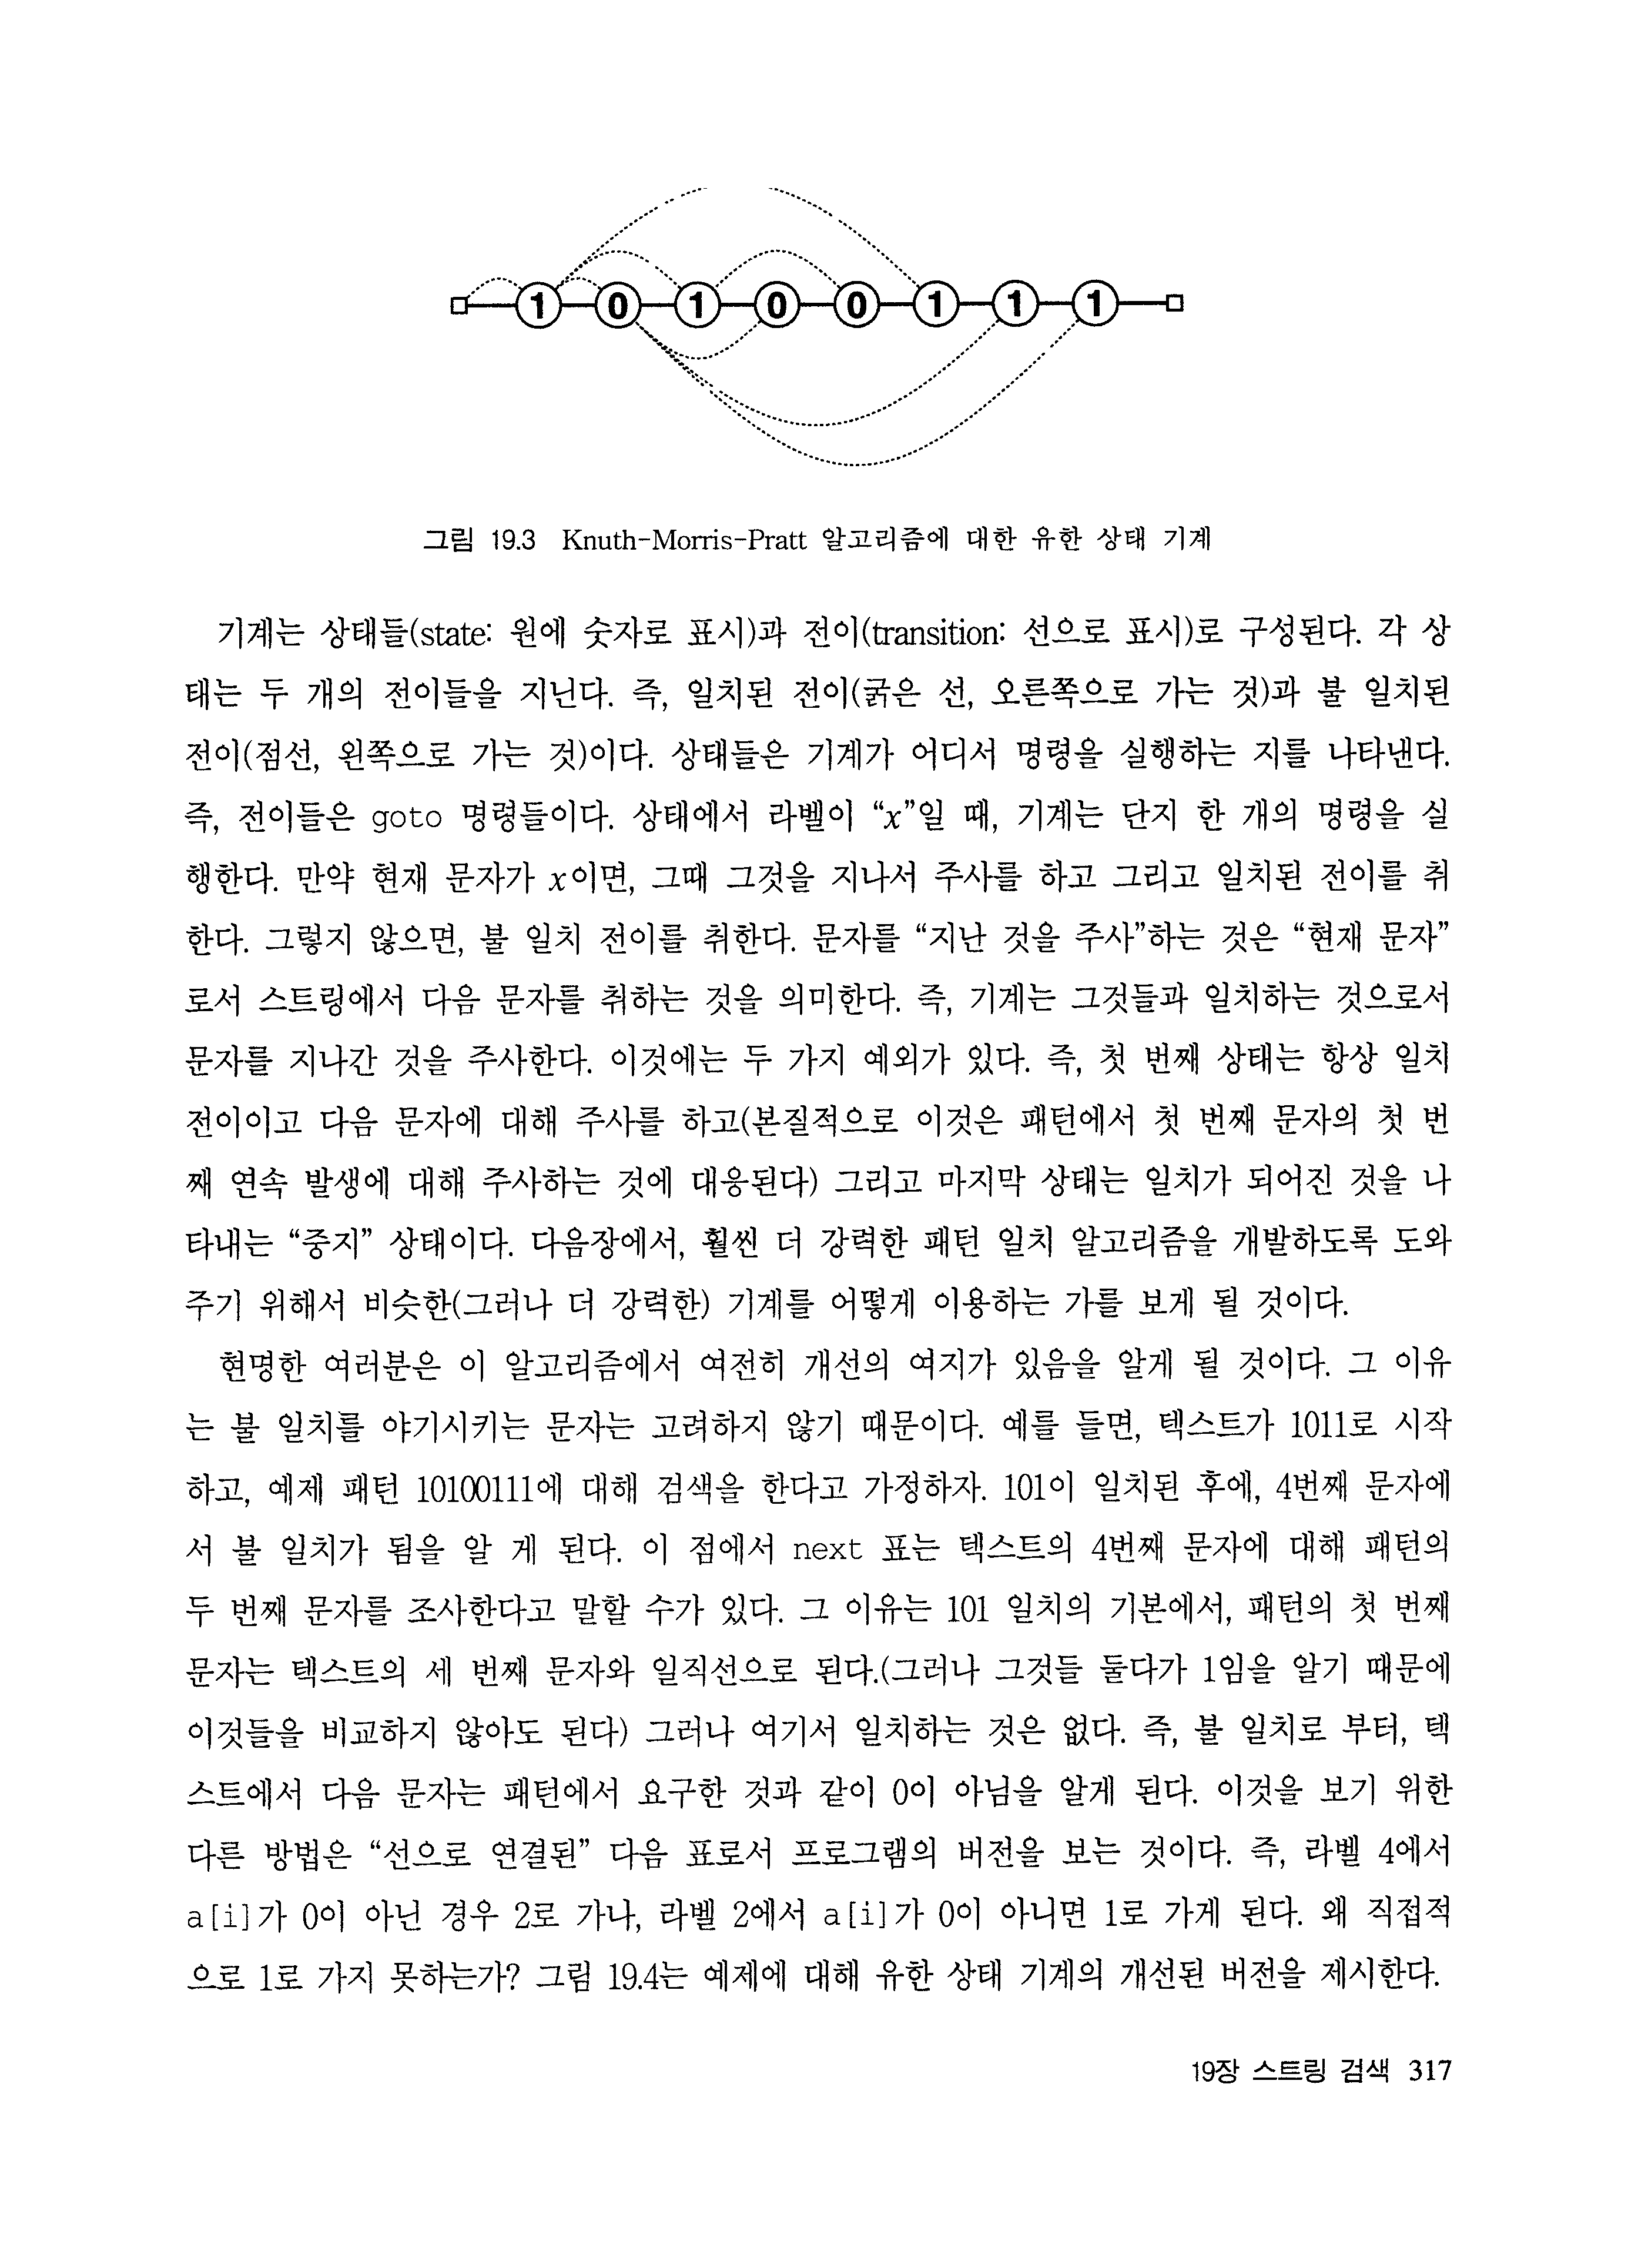 1 0 1 0 0 1 1 1
그림 19.3 Knuth-Morris-Pratt 알고리즘에 대한 유한 상태 기계
기계는 상태들(state: 원에 숫자로 표시)과 전이(transition: 선으로 표시)로 구성된다. 각 상
태는 두 개의 전이들을 지닌다. 즉, 일치된 전이(굵은 선, 오른쪽으로 가는 것)과 불 일치된
전이(점선, 왼쪽으로 가는 것)이다. 상태들은 기계가 어디서 명령을 실행하는 지를 나타낸다.
즉, 전이들은 goto 명령들이다. 상태에서 라벨이 “x”일 때, 기계는 단지 한 개의 명령을 실
행한다. 만약 현재 문자가 x이면, 그때 그것을 지나서 주사를 하고 그리고 일치된 전이를 취
한다. 그렇지 않으면, 불 일치 전이를 취한다. 문자를 “지난 것을 주사”하는 것은 “현재 문자”
로서 스트링에서 다음 문자를 취하는 것을 의미한다. 즉, 기계는 그것들과 일치하는 것으로서
문자를 지나간 것을 주사한다. 이것에는 두 가지 예외가 있다. 즉, 첫 번째 상태는 항상 일치
전이이고 다음 문자에 대해 주사를 하고(본질적으로 이것은 패턴에서 첫 번째 문자의 첫 번
째 연속 발생에 대해 주사하는 것에 대응된다) 그리고 마지막 상태는 일치가 되어진 것을 나
타내는 “중지” 상태이다. 다음장에서, 훨씬 더 강력한 패턴 일치 알고리즘을 개발하도록 도와
주기 위해서 비슷한(그러나 더 강력한) 기계를 어떻게 이용하는 가를 보게 될 것이다.
현명한 여러분은 이 알고리즘에서 여전히 개선의 여지가 있음을 알게 될 것이다. 그 이유
는 불 일치를 야기시키는 문자는 고려하지 않기 때문이다. 예를 들면, 텍스트가 1011로 시작
하고, 예제 패턴 10100111에 대해 검색을 한다고 가정하자. 101이 일치된 후에, 4번째 문자에
서 불 일치가 됨을 알 게 된다. 이 점에서 next 표는 텍스트의 4번째 문자에 대해 패턴의
두 번째 문자를 조사한다고 말할 수가 있다. 그 이유는 101 일치의 기본에서, 패턴의 첫 번째
문자는 텍스트의 세 번째 문자와 일직선으로 된다.(그러나 그것들 둘다가 1임을 알기 때문에
이것들을 비교하지 않아도 된다) 그러나 여기서 일치하는 것은 없다. 즉, 불 일치로 부터, 텍
스트에서 다음 문자는 패턴에서 요구한 것과 같이 0이 아님을 알게 된다. 이것을 보기 위한
다른 방법은 “선으로 연결된” 다음 표로서 프로그램의 버전을 보는 것이다. 즉, 라벨 4에서
a[i]가 0이 아닌 경우 2로 가나, 라벨 2에서 a[i]가 0이 아니면 1로 가게 된다. 왜 직접적
으로 1로 가지 못하는가? 그림 19.4는 예제에 대해 유한 상태 기계의 개선된 버전을 제시한다.
19장 스트링 검색 317